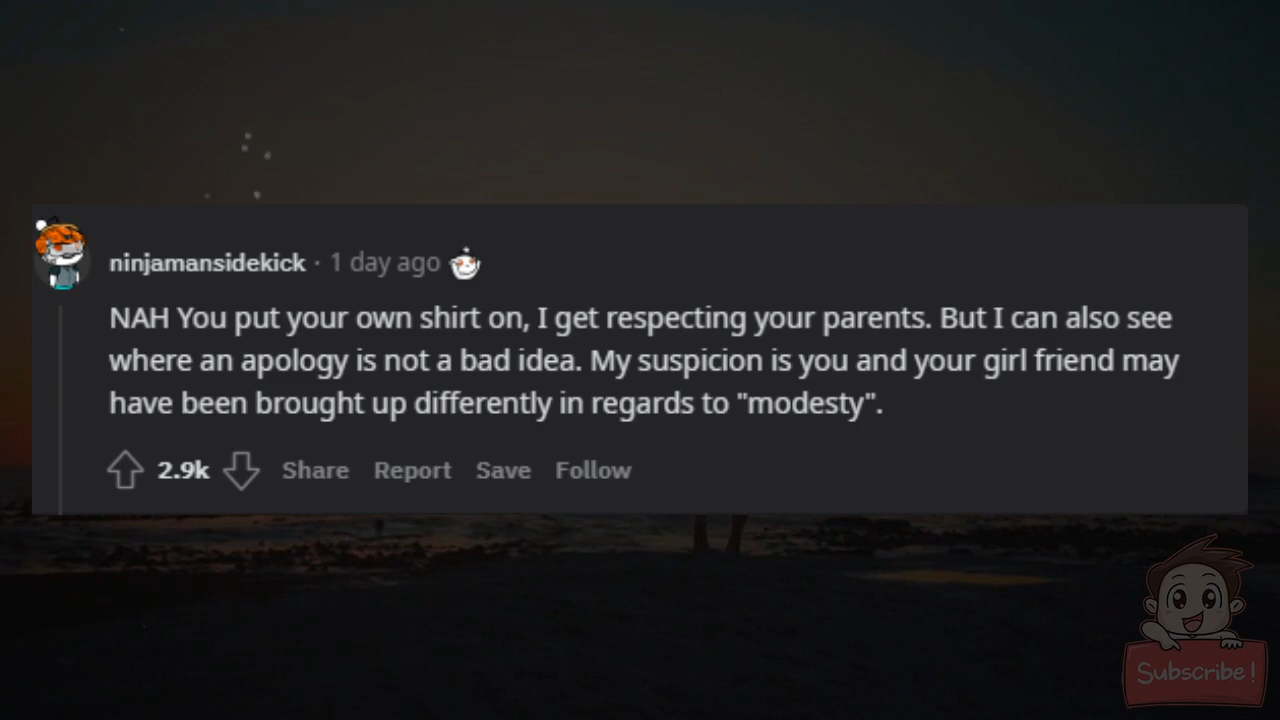 ninjamansidekick · 1 day ago
NAH You put your own shirt on, I get respecting your parents. But I can also see
where an apology is not a bad idea. My suspicion is you and your girl friend may
have been brought up differently in regards to "modesty".
2.9k Share Report Save Follow
Subscribe!